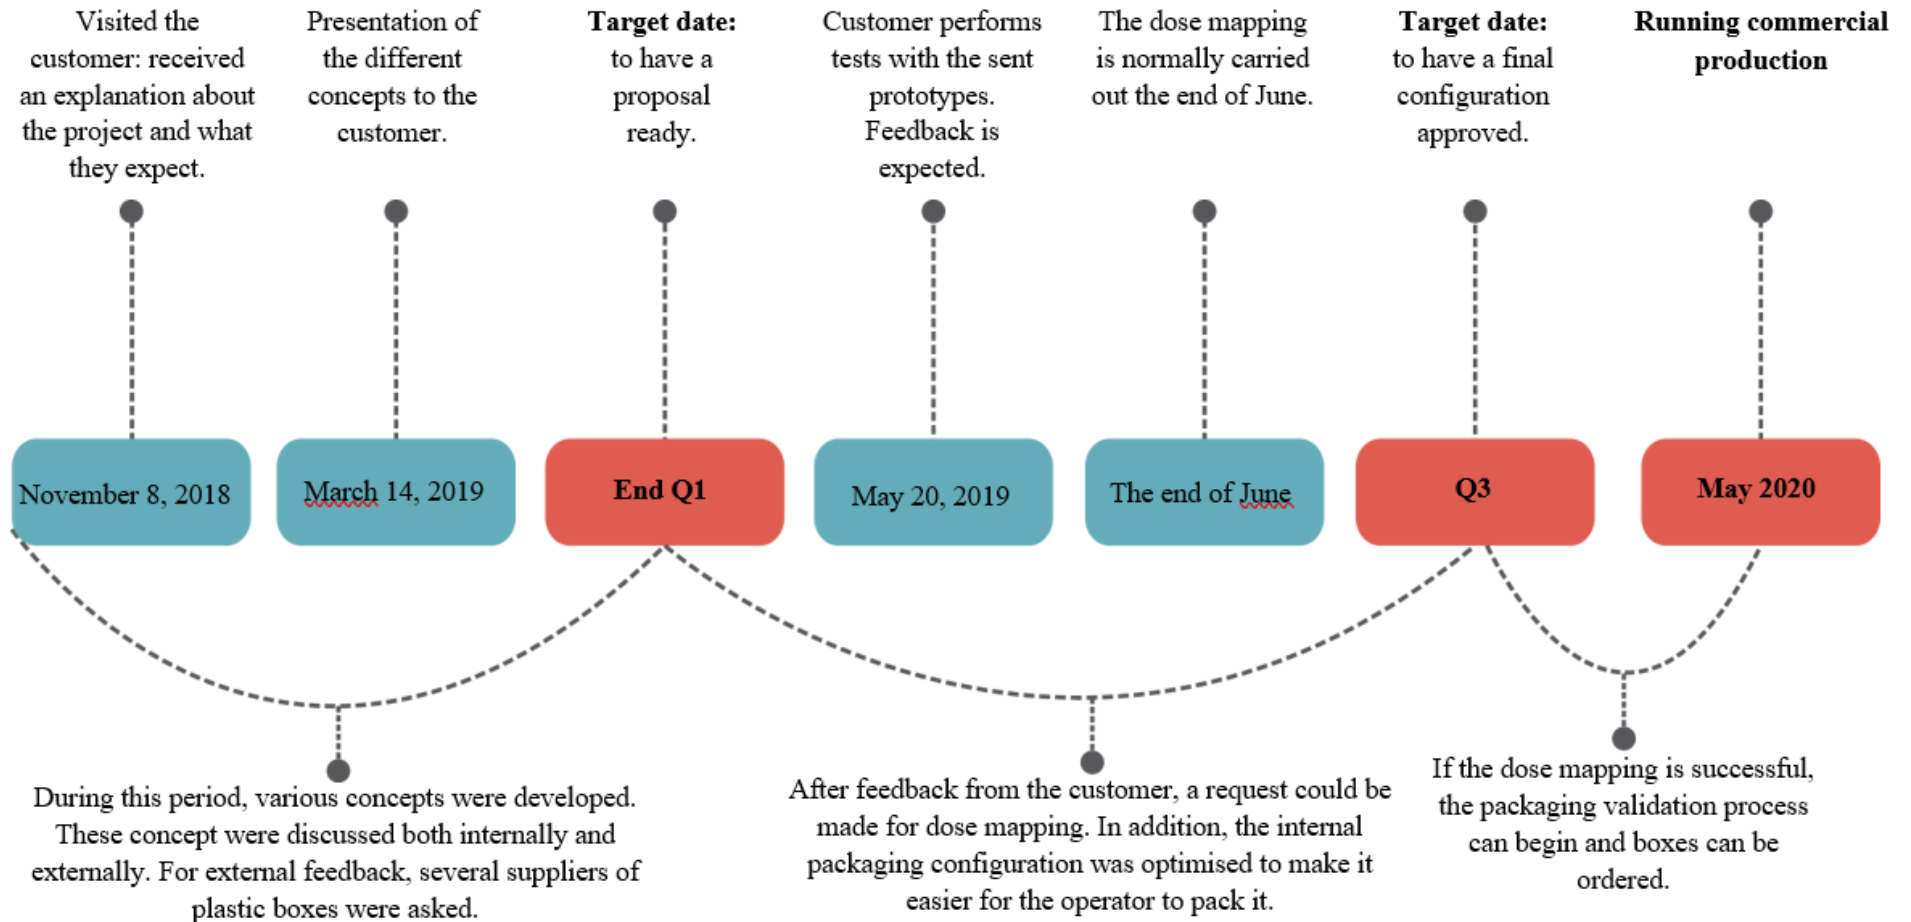 Visited the
customer: received
an explanation about
the project and what
they expect.
Presentation of
the different
concepts to the
customer.
Target date:
to have a
proposal
ready.
Customer performs
tests with the sent
prototypes.
Feedback is
expected.
The dose mapping
is normally carried
out the end of June.
Target date:
to have a final
configuration
approved.
Running commercial
production
November 8, 2018
March 14, 2019
End Q1
May 20, 2019
The end of June
Q3
May 2020
During this period, various concepts were developed.
These concept were discussed both internally and
externally. For external feedback, several suppliers of
plastic boxes were asked.
After feedback from the customer, a request could be
made for dose mapping. In addition, the internal
packaging configuration was optimised to make it
easier for the operator to pack it.
If the dose mapping is successful,
the packaging validation process
can begin and boxes can be
ordered.